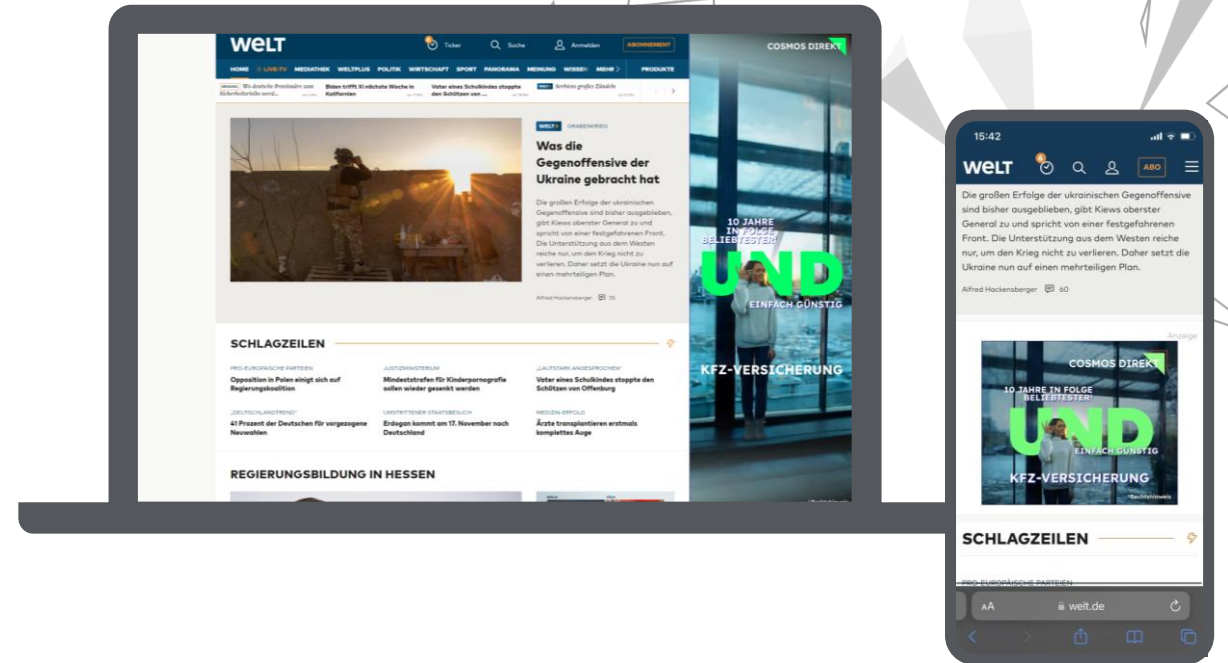 WELT
Ticker
Suche
Anmelden
ABONNEMENT
HOME LIVE-TV MEDIATHEK WELTPLUS POLITIK WIRTSCHAFT SPORT PANORAMA MEINUNG WISSEN MEHR PRODUKTE
Biden trifft Xi nächste Woche in
Kalifornien
Vater eines Schulkindes stoppte
den Schützen von ...
Serbiens großes Zündeln
WELT+ GRABENKRIEG
Was die
Gegenoffensive der
Ukraine gebracht hat
Die großen Erfolge der ukrainischen
Gegenoffensive sind bisher ausgeblieben,
gibt Kiews oberster General zu und
spricht von einer festgefahrenen Front.
Die Unterstützung aus dem Westen
reiche nur, um den Krieg nicht zu
verlieren. Daher setzt die Ukraine nun auf
einen mehrteiligen Plan.
Alfred Hackensberger
SCHLAGZEILEN
PRO-EUROPÄISCHE PARTEIEN
Opposition in Polen einigt sich auf
Regierungskoalition
JUSTIZMINISTERIUM
Mindeststrafen für Kinderpornografie
sollen wieder gesenkt werden
„LAUTSTARK ANGESPROCHEN“
Vater eines Schulkindes stoppte den
Schützen von Offenburg
„DEUTSCHLANDTREND“
41 Prozent der Deutschen für vorgezogene
Neuwahlen
UMSTRITTENER STAATSBESUCH
Erdogan kommt am 17. November nach
Deutschland
MEDIZIN-ERFOLG
Ärzte transplantieren erstmals
komplettes Auge
REGIERUNGSBILDUNG IN HESSEN
COSMOS DIREKT
10 JAHRE
IN FOLGE
BELIEBTESTER¹
UND
EINFACH GÜNSTIG
KFZ-VERSICHERUNG
15:42
WELT
6
ABO
Die großen Erfolge der ukrainischen Gegenoffensive
sind bisher ausgeblieben, gibt Kiews oberster
General zu und spricht von einer festgefahrenen
Front. Die Unterstützung aus dem Westen reiche
nur, um den Krieg nicht zu verlieren. Daher setzt die
Ukraine nun auf einen mehrteiligen Plan.
Alfred Hackensberger 60
Anzeige
COSMOS DIREKT
10 JAHRE IN FOLGE
BELIEBTESTER¹
UND
EINFACH GÜNSTIG
KFZ-VERSICHERUNG
¹Rechtshinweis
SCHLAGZEILEN
PRO-EUROPÄISCHE PARTEIEN
AA
welt.de